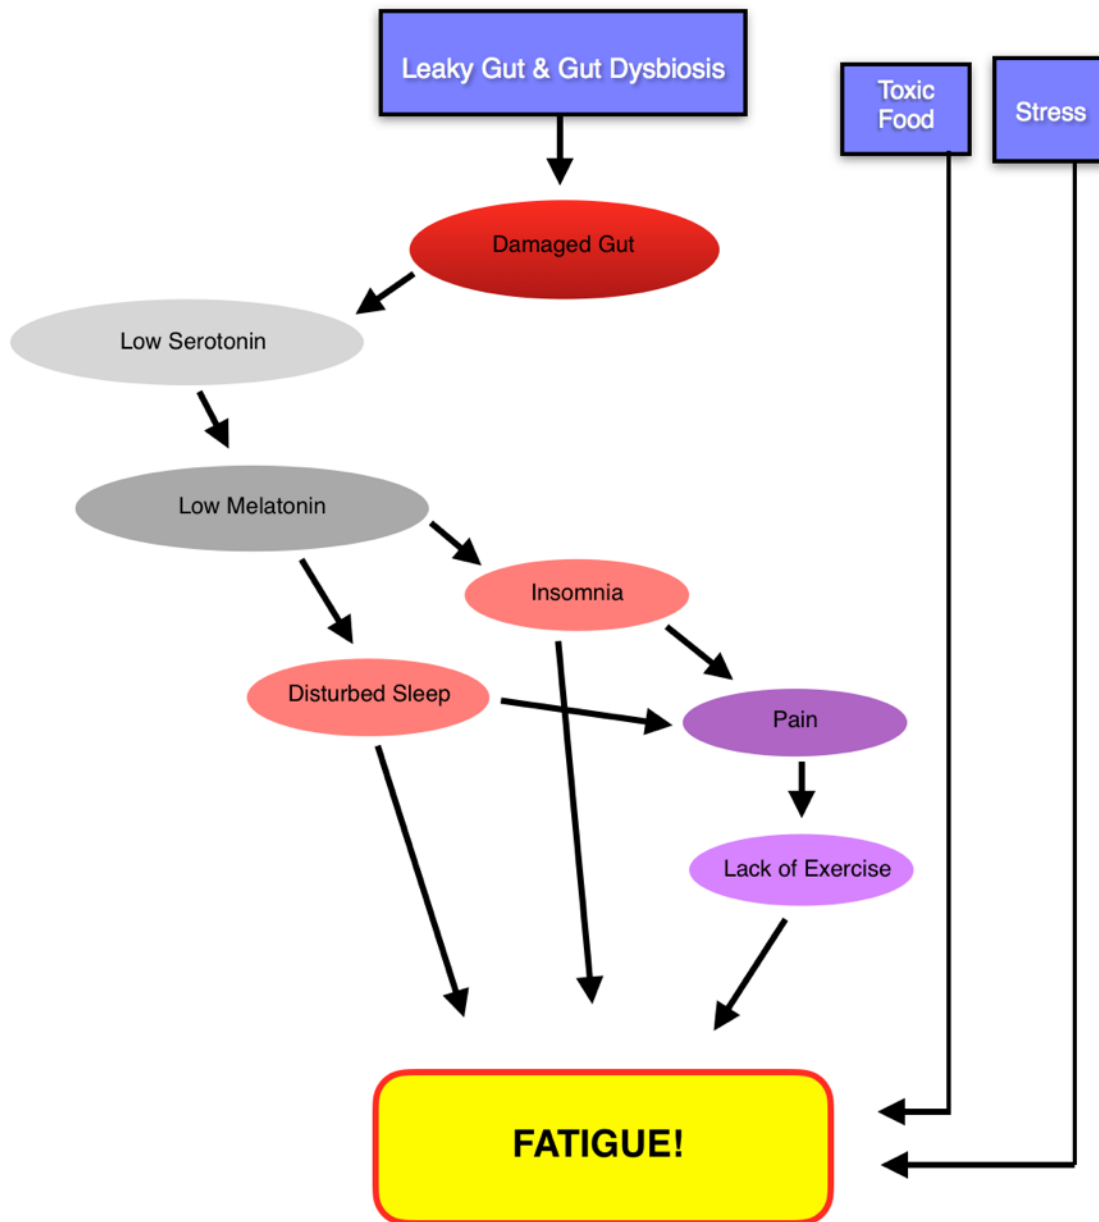 Leaky Gut & Gut Dysbiosis
Toxic
Food
Stress
Damaged Gut
Low Serotonin
Low Melatonin
Insomnia
Disturbed Sleep
Pain
Lack of Exercise
FATIGUE!